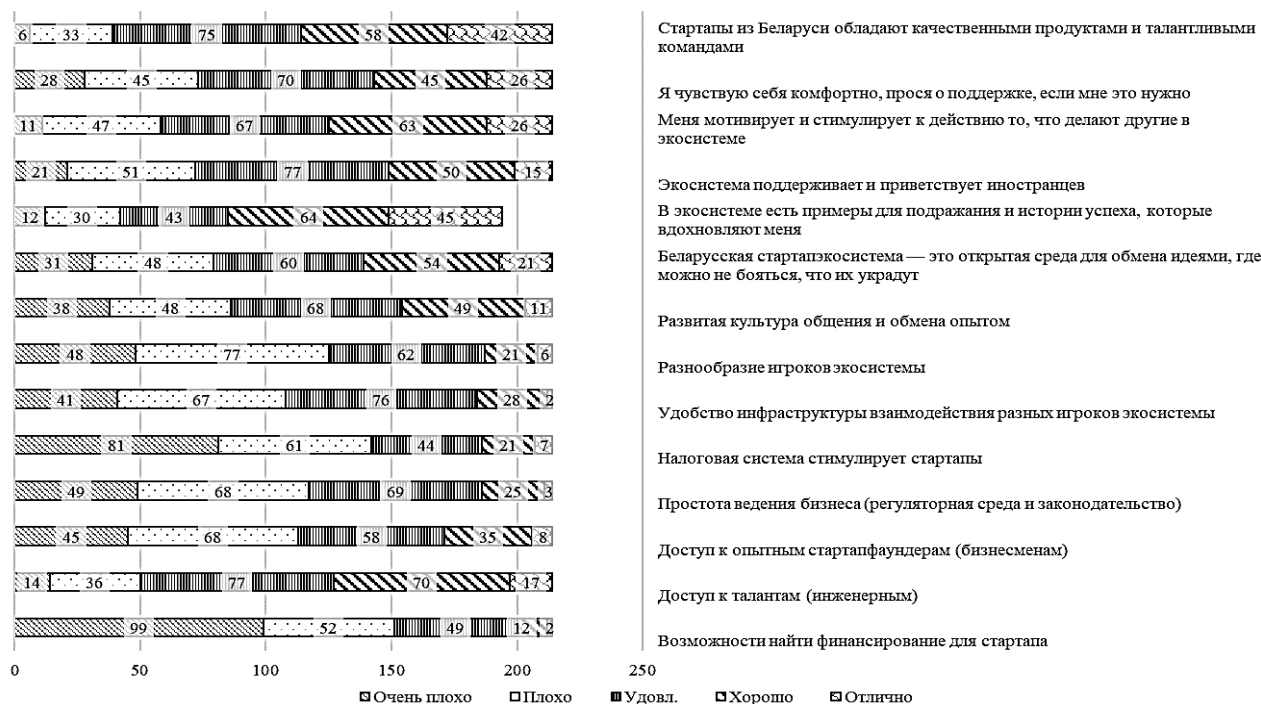 6 33 75 58 42
Стартапы из Беларуси обладают качественными продуктами и талантливыми
командами
28 45 70 45 26
Я чувствую себя комфортно, прося о поддержке, если мне это нужно
11 47 67 63 26
Меня мотивирует и стимулирует к действию то, что делают другие в
экосистеме
21 51 77 50 15
Экосистема поддерживает и приветствует иностранцев
12 30 43 64 45
В экосистеме есть примеры для подражания и истории успеха, которые
вдохновляют меня
31 48 60 54 21
Беларусская стартапэкосистема — это открытая среда для обмена идеями, где
можно не бояться, что их украдут
38 48 68 49 11
Развитая культура общения и обмена опытом
48 77 62 21 6
Разнообразие игроков экосистемы
41 67 76 28 2
Удобство инфраструктуры взаимодействия разных игроков экосистемы
81 61 44 21 7
Налоговая система стимулирует стартапы
49 68 69 25 3
Простота ведения бизнеса (регуляторная среда и законодательство)
45 68 58 35 8
Доступ к опытным стартапфаундерам (бизнесменам)
14 36 77 70 17
Доступ к талантам (инженерным)
99 52 49 12 2
Возможности найти финансирование для стартапа
0 50 100 150 200 250
Очень плохо Плохо Удовл. Хорошо Отлично